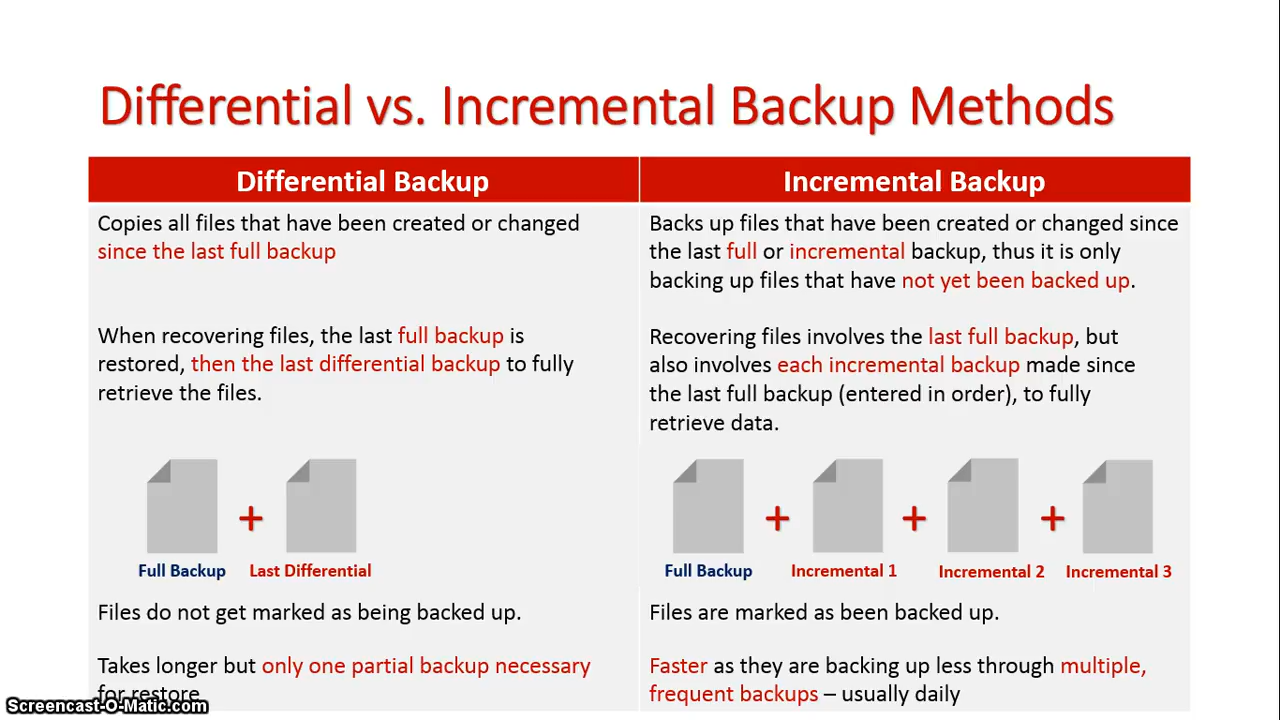 Differential vs. Incremental Backup Methods
Differential Backup
Copies all files that have been created or changed
since the last full backup
When recovering files, the last full backup is
restored, then the last differential backup to fully
retrieve the files.
+
Full Backup
Last Differential
Files do not get marked as being backed up.
Takes longer but only one partial backup necessary
for restore
Incremental Backup
Backs up files that have been created or changed since
the last full or incremental backup, thus it is only
backing up files that have not yet been backed up.
Recovering files involves the last full backup, but
also involves each incremental backup made since
the last full backup (entered in order), to fully
retrieve data.
+ + +
Full Backup
Incremental 1
Incremental 2
Incremental 3
Files are marked as been backed up.
Faster as they are backing up less through multiple,
frequent backups – usually daily
Screencast-O-Matic.com